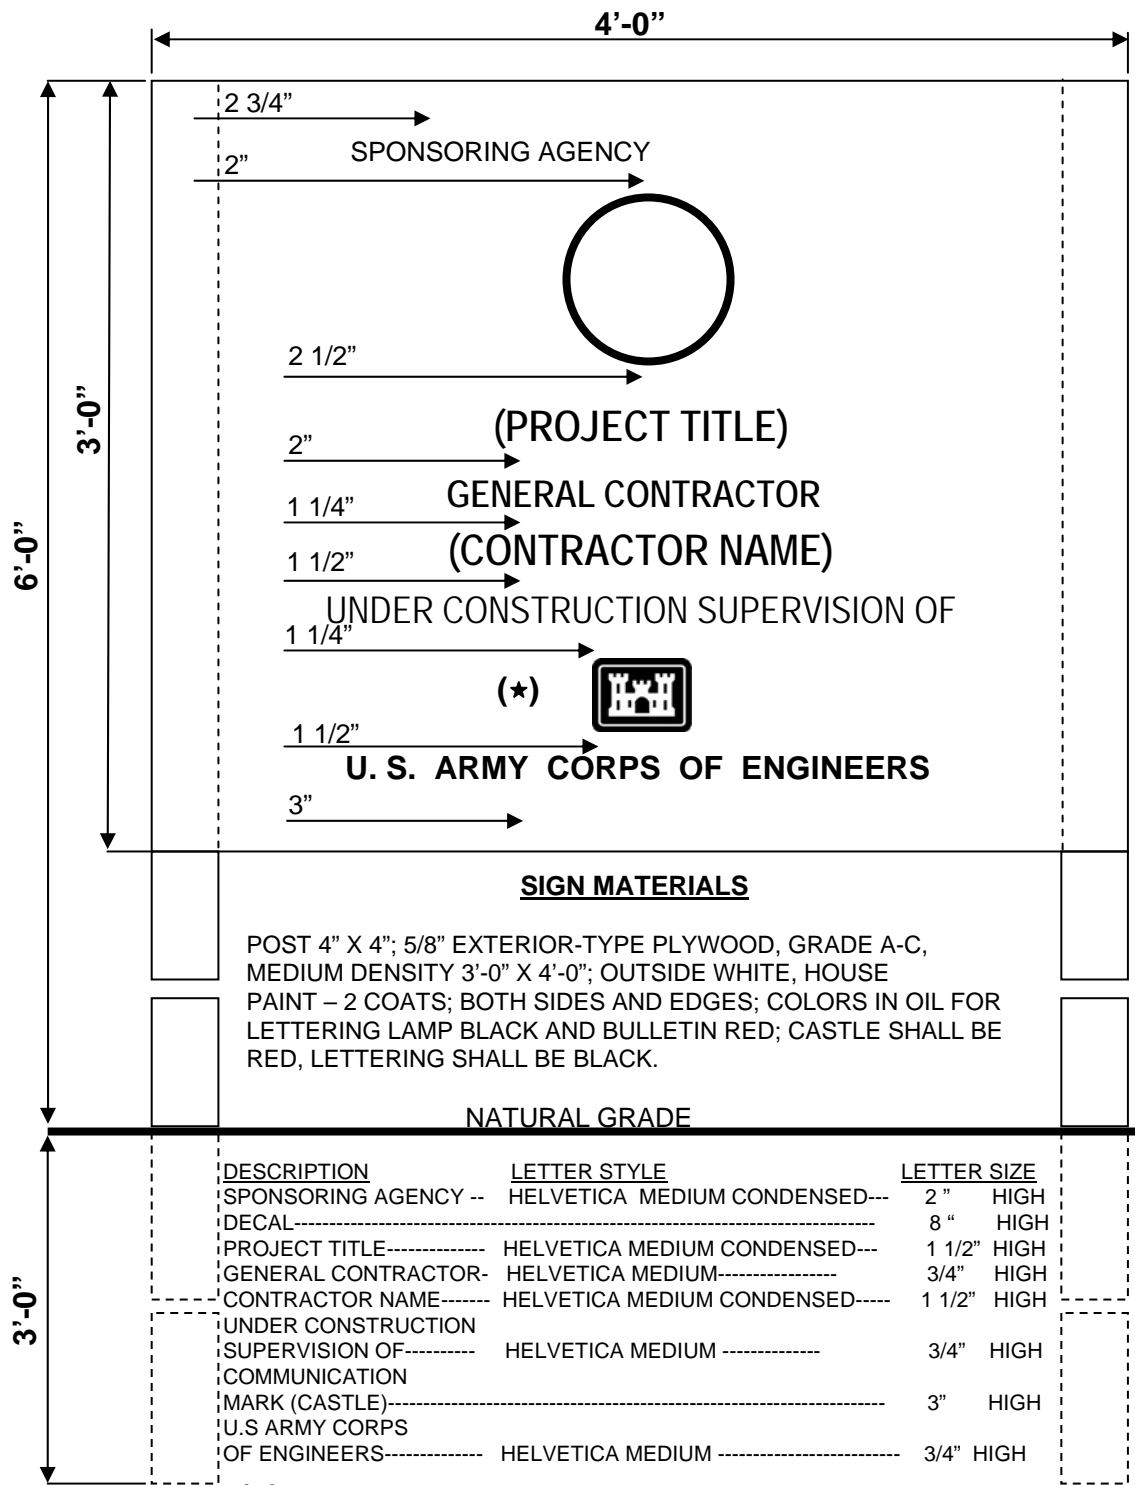 4’-0”
2 3/4”
SPONSORING AGENCY
2”
2 1/2”
3’-0”
(PROJECT TITLE)
2”
GENERAL CONTRACTOR
1 1/4”
6’-0”
(CONTRACTOR NAME)
1 1/2”
UNDER CONSTRUCTION SUPERVISION OF
1 1/4”
(★)
1 1/2”
U. S. ARMY CORPS OF ENGINEERS
3”
SIGN MATERIALS
POST 4” X 4”; 5/8” EXTERIOR-TYPE PLYWOOD, GRADE A-C,
MEDIUM DENSITY 3’-0” X 4’-0”; OUTSIDE WHITE, HOUSE
PAINT – 2 COATS; BOTH SIDES AND EDGES; COLORS IN OIL FOR
LETTERING LAMP BLACK AND BULLETIN RED; CASTLE SHALL BE
RED, LETTERING SHALL BE BLACK.
NATURAL GRADE
DESCRIPTION LETTER STYLE LETTER SIZE
SPONSORING AGENCY -- HELVETICA MEDIUM CONDENSED--- 2 ” HIGH
DECAL----------------------------------------------------------------------------------- 8 “ HIGH
PROJECT TITLE-------------- HELVETICA MEDIUM CONDENSED--- 1 1/2” HIGH
GENERAL CONTRACTOR- HELVETICA MEDIUM----------------- 3/4” HIGH
CONTRACTOR NAME------- HELVETICA MEDIUM CONDENSED----- 1 1/2” HIGH
UNDER CONSTRUCTION
SUPERVISION OF---------- HELVETICA MEDIUM -------------- 3/4” HIGH
COMMUNICATION
MARK (CASTLE)----------------------------------------------------------------------- 3” HIGH
U.S ARMY CORPS
OF ENGINEERS-------------- HELVETICA MEDIUM -------------------------- 3/4” HIGH
3’-0”